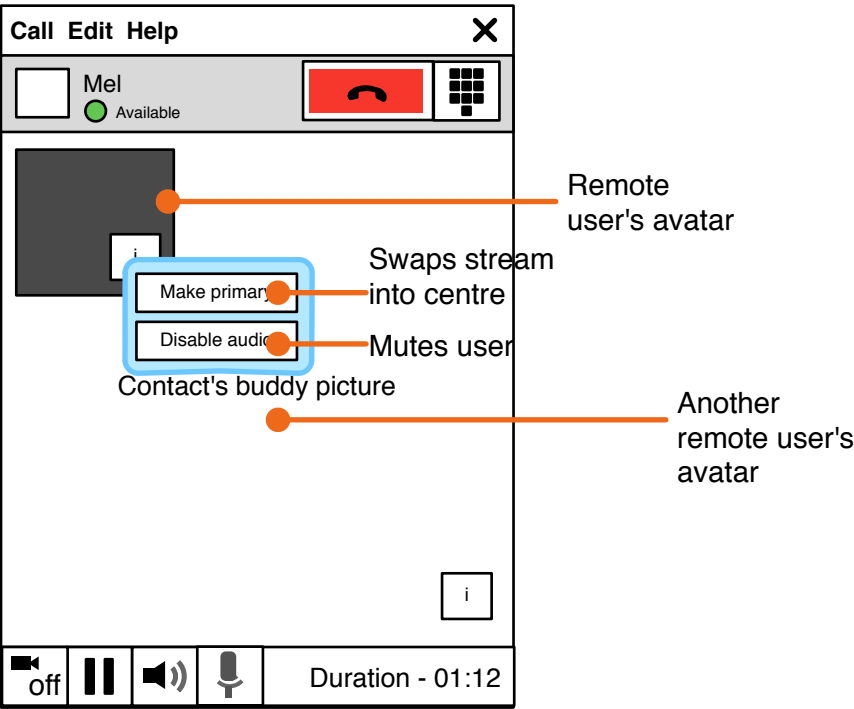 Call Edit Help
Mel
Available
Remote
user's avatar
i
Swaps stream
into centre
Make primary
Disable audio
Mutes user
Contact's buddy picture
Another
remote user's
avatar
i
off
Duration - 01:12